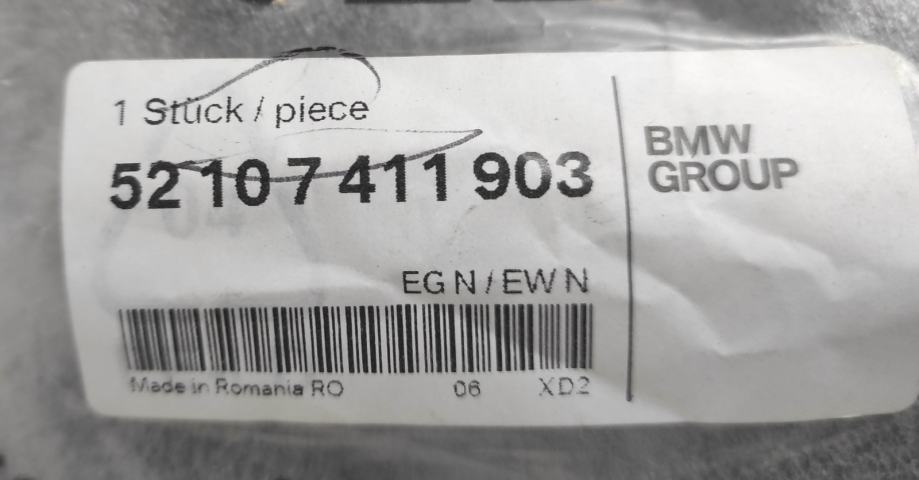 1 Stück / piece
52 10 7 411 903
EG N / EW N
Made in Romania RO 06 XD2
BMW
GROUP